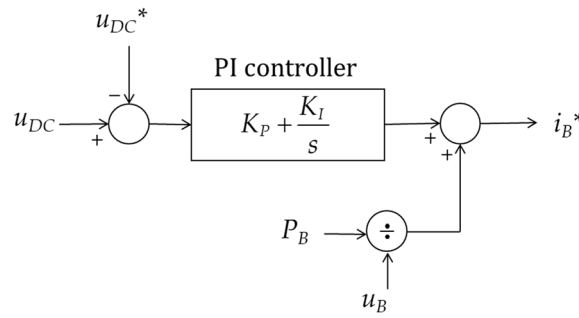 u_DC*
PI controller
−
u_DC
+
K_P + K_I/s
+
+
i_B*
P_B
÷
u_B